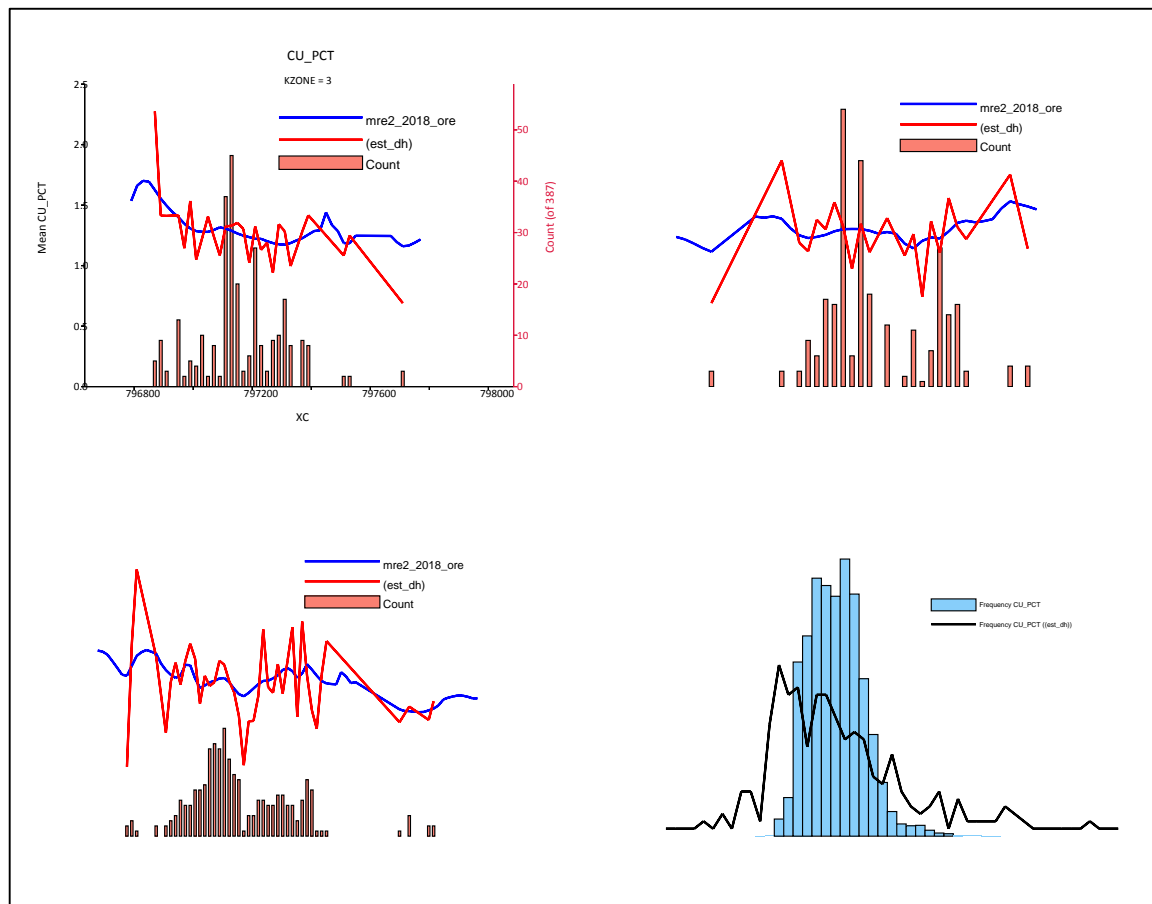 CU_PCT
KZONE = 3
2.5
2.0
1.5
1.0
0.5
0.0
Mean CU_PCT
mre2_2018_ore
(est_dh)
Count
50
40
30
20
10
0
Count (of 387)
796800
797200
797600
798000
XC
mre2_2018_ore
(est_dh)
Count
mre2_2018_ore
(est_dh)
Count
Frequency CU_PCT
Frequency CU_PCT ((est_dh))